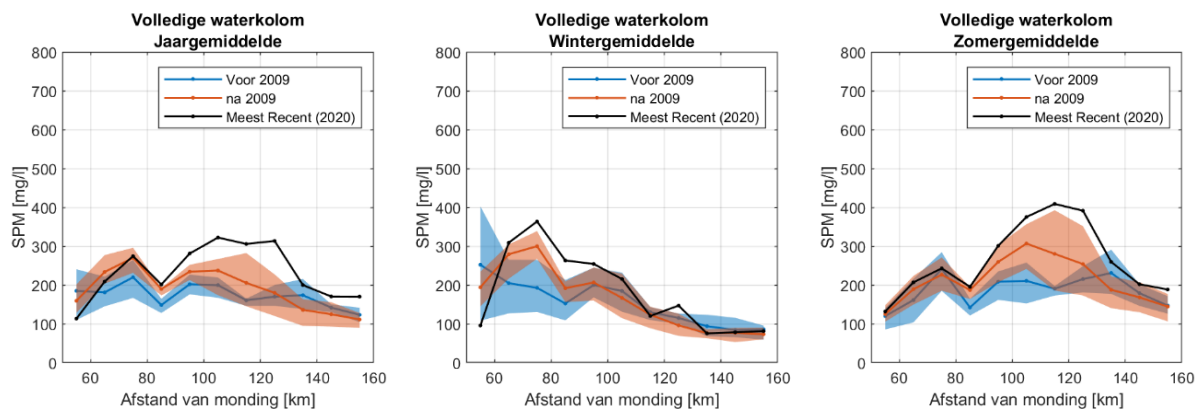 Volledige waterkolom
Jaargemiddelde
800
700
600
500
400
300
200
100
0
SPM [mg/l]
Voor 2009
na 2009
Meest Recent (2020)
60 80 100 120 140 160
Afstand van monding [km]
Volledige waterkolom
Wintergemiddelde
800
700
600
500
400
300
200
100
0
SPM [mg/l]
Voor 2009
na 2009
Meest Recent (2020)
60 80 100 120 140 160
Afstand van monding [km]
Volledige waterkolom
Zomergemiddelde
800
700
600
500
400
300
200
100
0
SPM [mg/l]
Voor 2009
na 2009
Meest Recent (2020)
60 80 100 120 140 160
Afstand van monding [km]